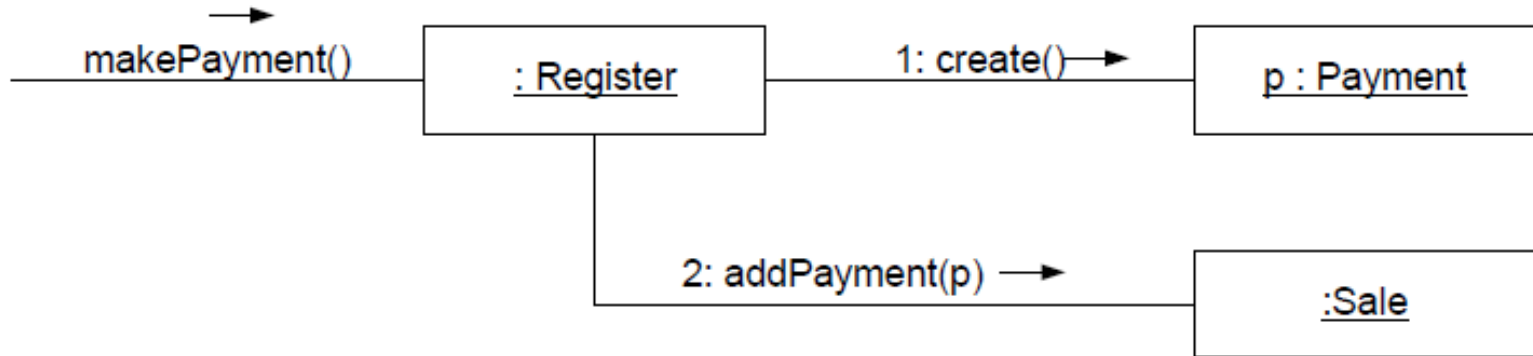 makePayment()
: Register
1: create()
p : Payment
2: addPayment(p)
:Sale